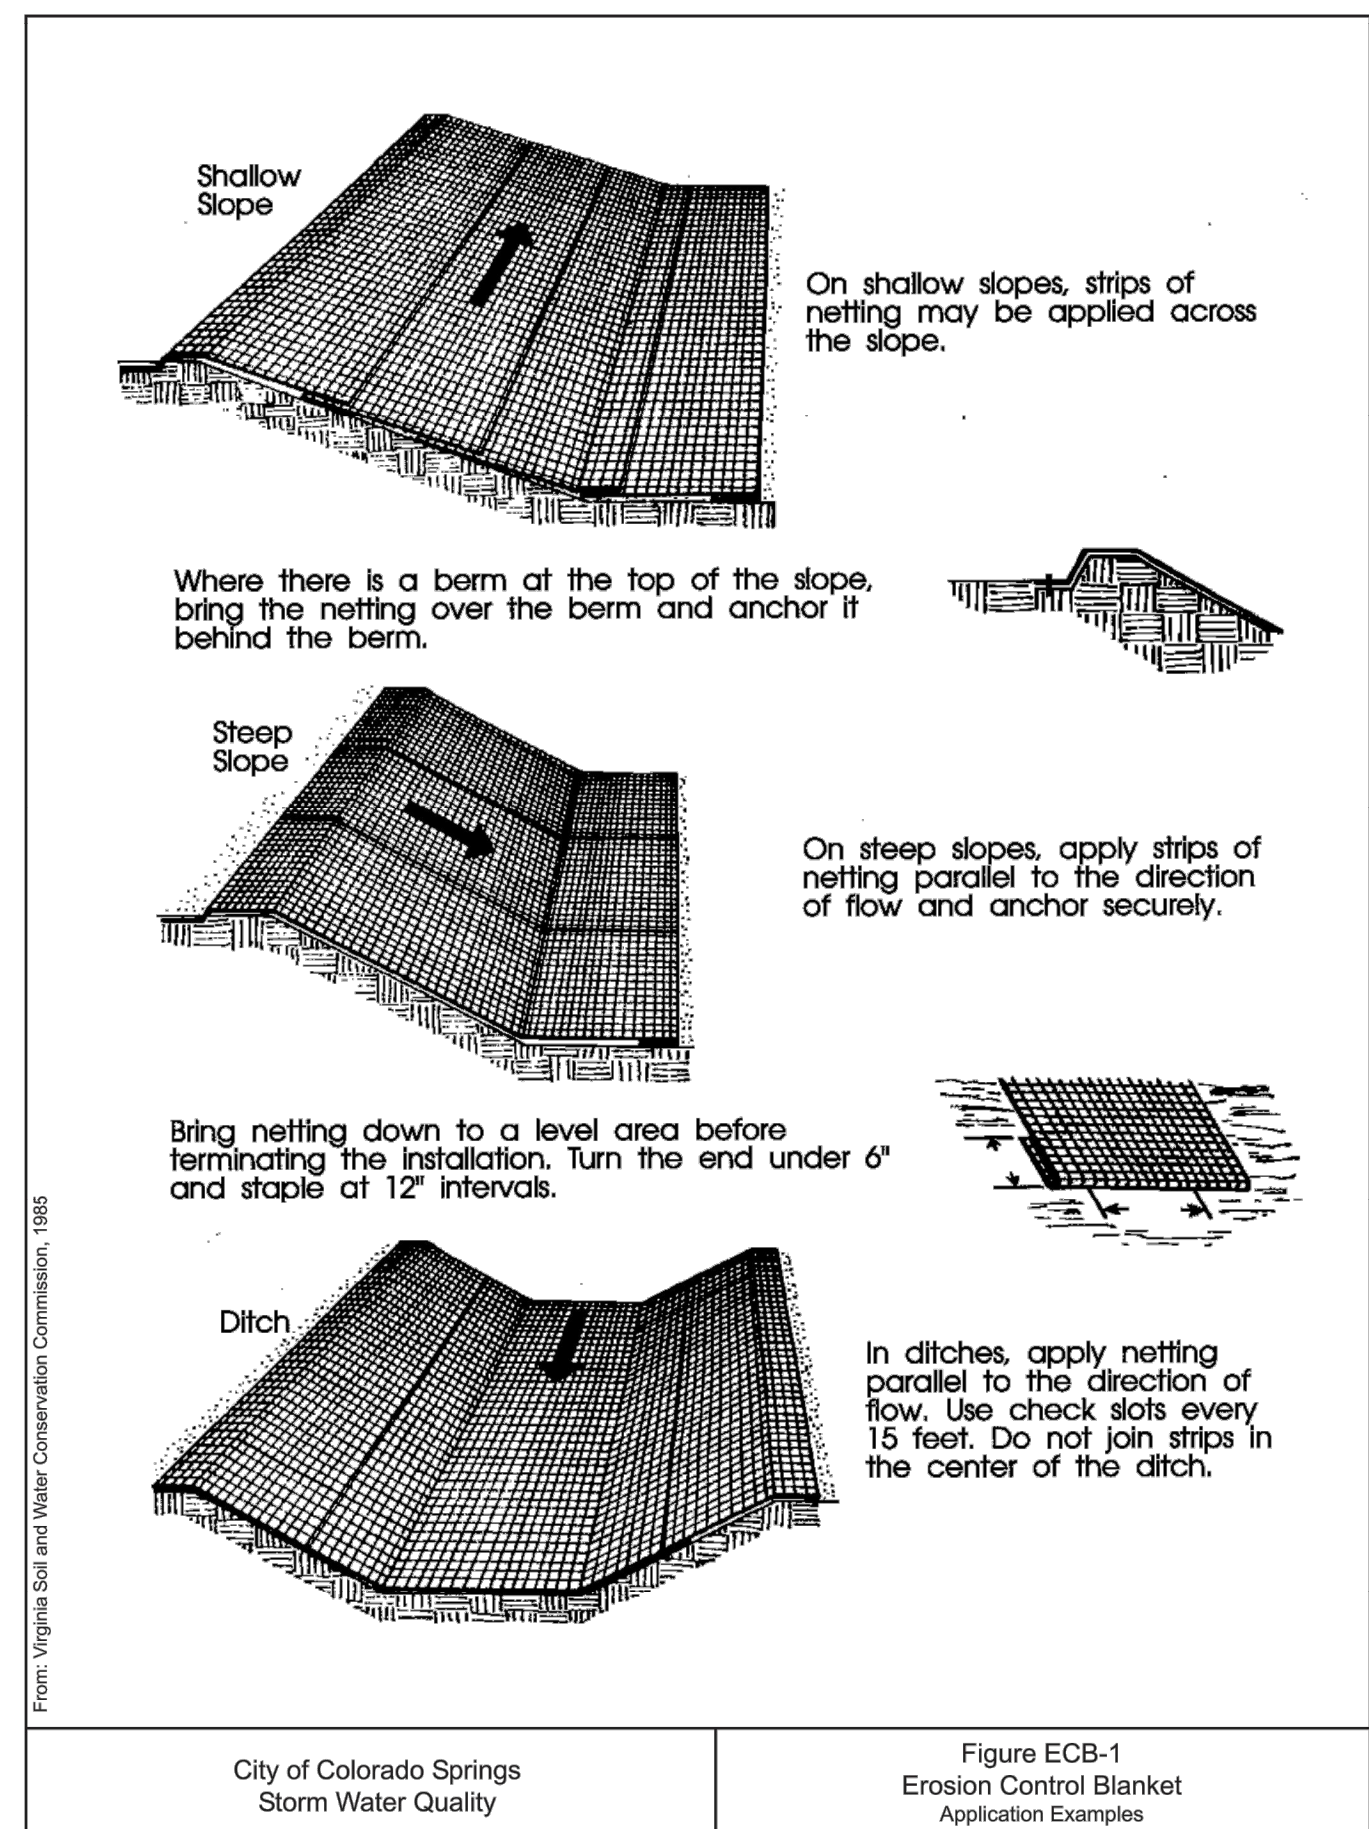 Shallow
Slope
On shallow slopes, strips of
netting may be applied across
the slope.
Where there is a berm at the top of the slope,
bring the netting over the berm and anchor it
behind the berm.
Steep
Slope
On steep slopes, apply strips of
netting parallel to the direction
of flow and anchor securely.
Bring netting down to a level area before
terminating the installation. Turn the end under 6"
and staple at 12" intervals.
Ditch
In ditches, apply netting
parallel to the direction of
flow. Use check slots every
15 feet. Do not join strips in
the center of the ditch.
From: Virginia Soil and Water Conservation Commission, 1985
City of Colorado Springs
Storm Water Quality
Figure ECB-1
Erosion Control Blanket
Application Examples